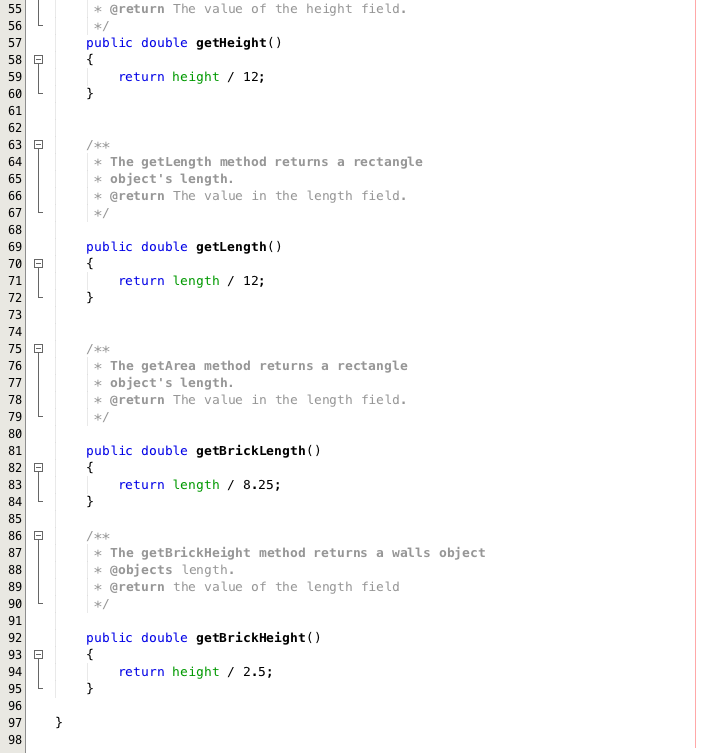 55 * @return The value of the height field.
56 */
57 public double getHeight()
58 {
59 return height / 12;
60 }
61
62
63 /**
64 * The getLength method returns a rectangle
65 * object's length.
66 * @return The value in the length field.
67 */
68
69 public double getLength()
70 {
71 return length / 12;
72 }
73
74
75 /**
76 * The getArea method returns a rectangle
77 * object's length.
78 * @return The value in the length field.
79 */
80
81 public double getBrickLength()
82 {
83 return length / 8.25;
84 }
85
86 /**
87 * The getBrickHeight method returns a walls object
88 * @objects length.
89 * @return the value of the length field
90 */
91
92 public double getBrickHeight()
93 {
94 return height / 2.5;
95 }
96
97 }
98